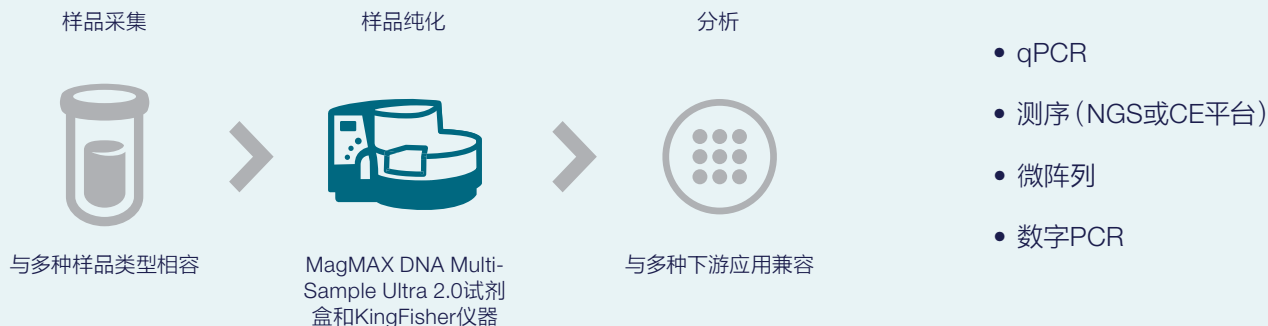 样品采集
样品纯化
分析
与多种样品类型相容
MagMAX DNA Multi-
Sample Ultra 2.0试剂
盒和KingFisher仪器
与多种下游应用兼容
• qPCR
• 测序（NGS或CE平台）
• 微阵列
• 数字PCR